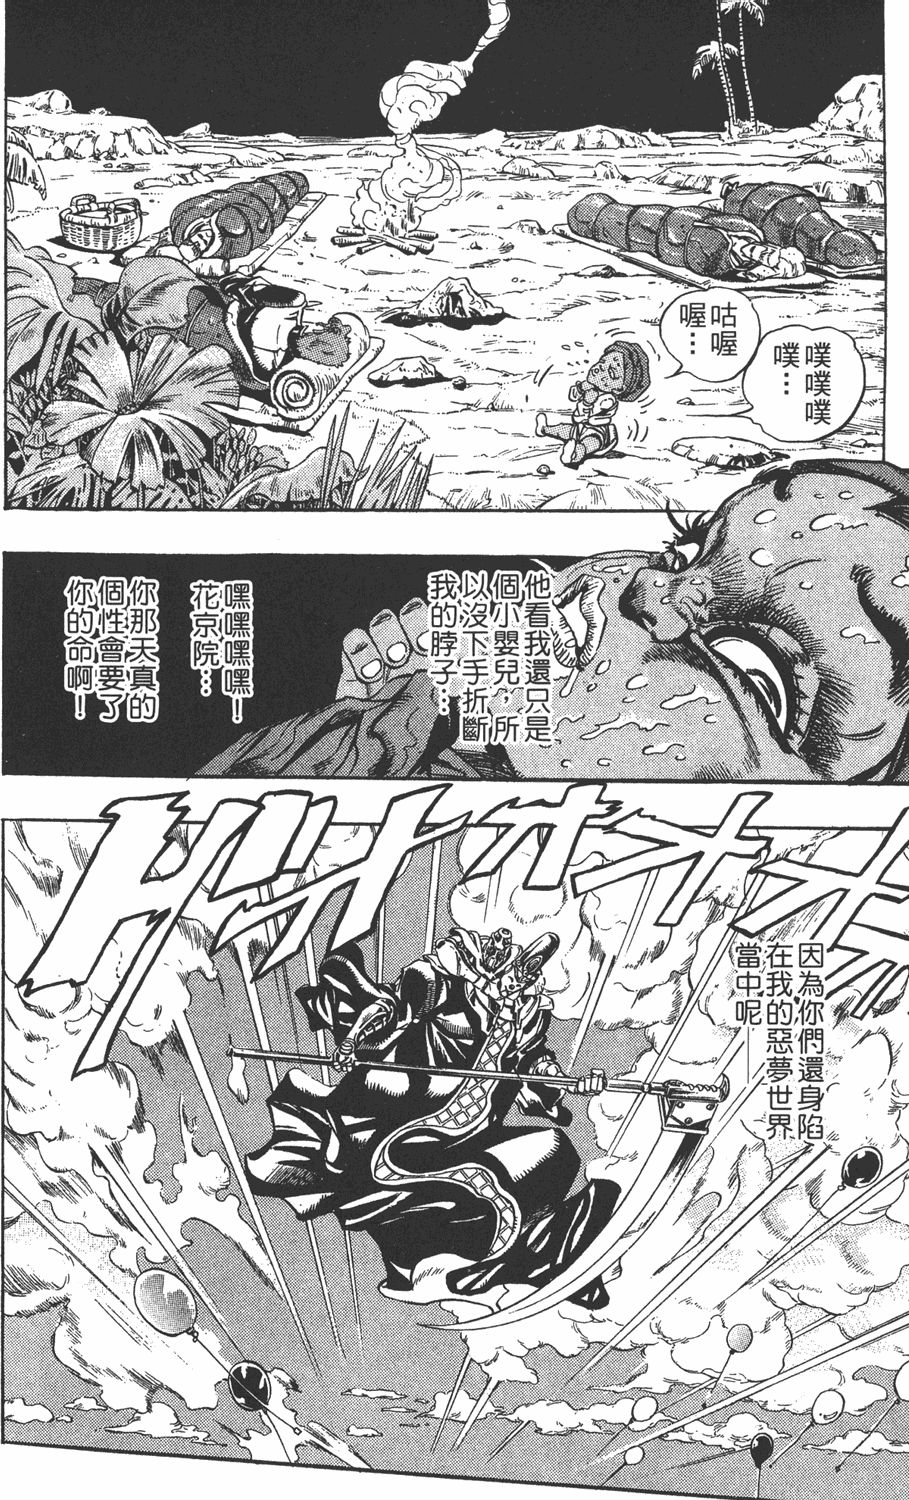 噗噗噗
噗…
咕喔
喔…
他看我還只是
個小嬰兒，所
以沒下手折斷
我的脖子…
嘿嘿嘿嘿！
花京院…
你那天真的
個性會要了
你的命啊！
ドドオオオオ
因為你們還身陷
在我的惡夢世界
當中呢